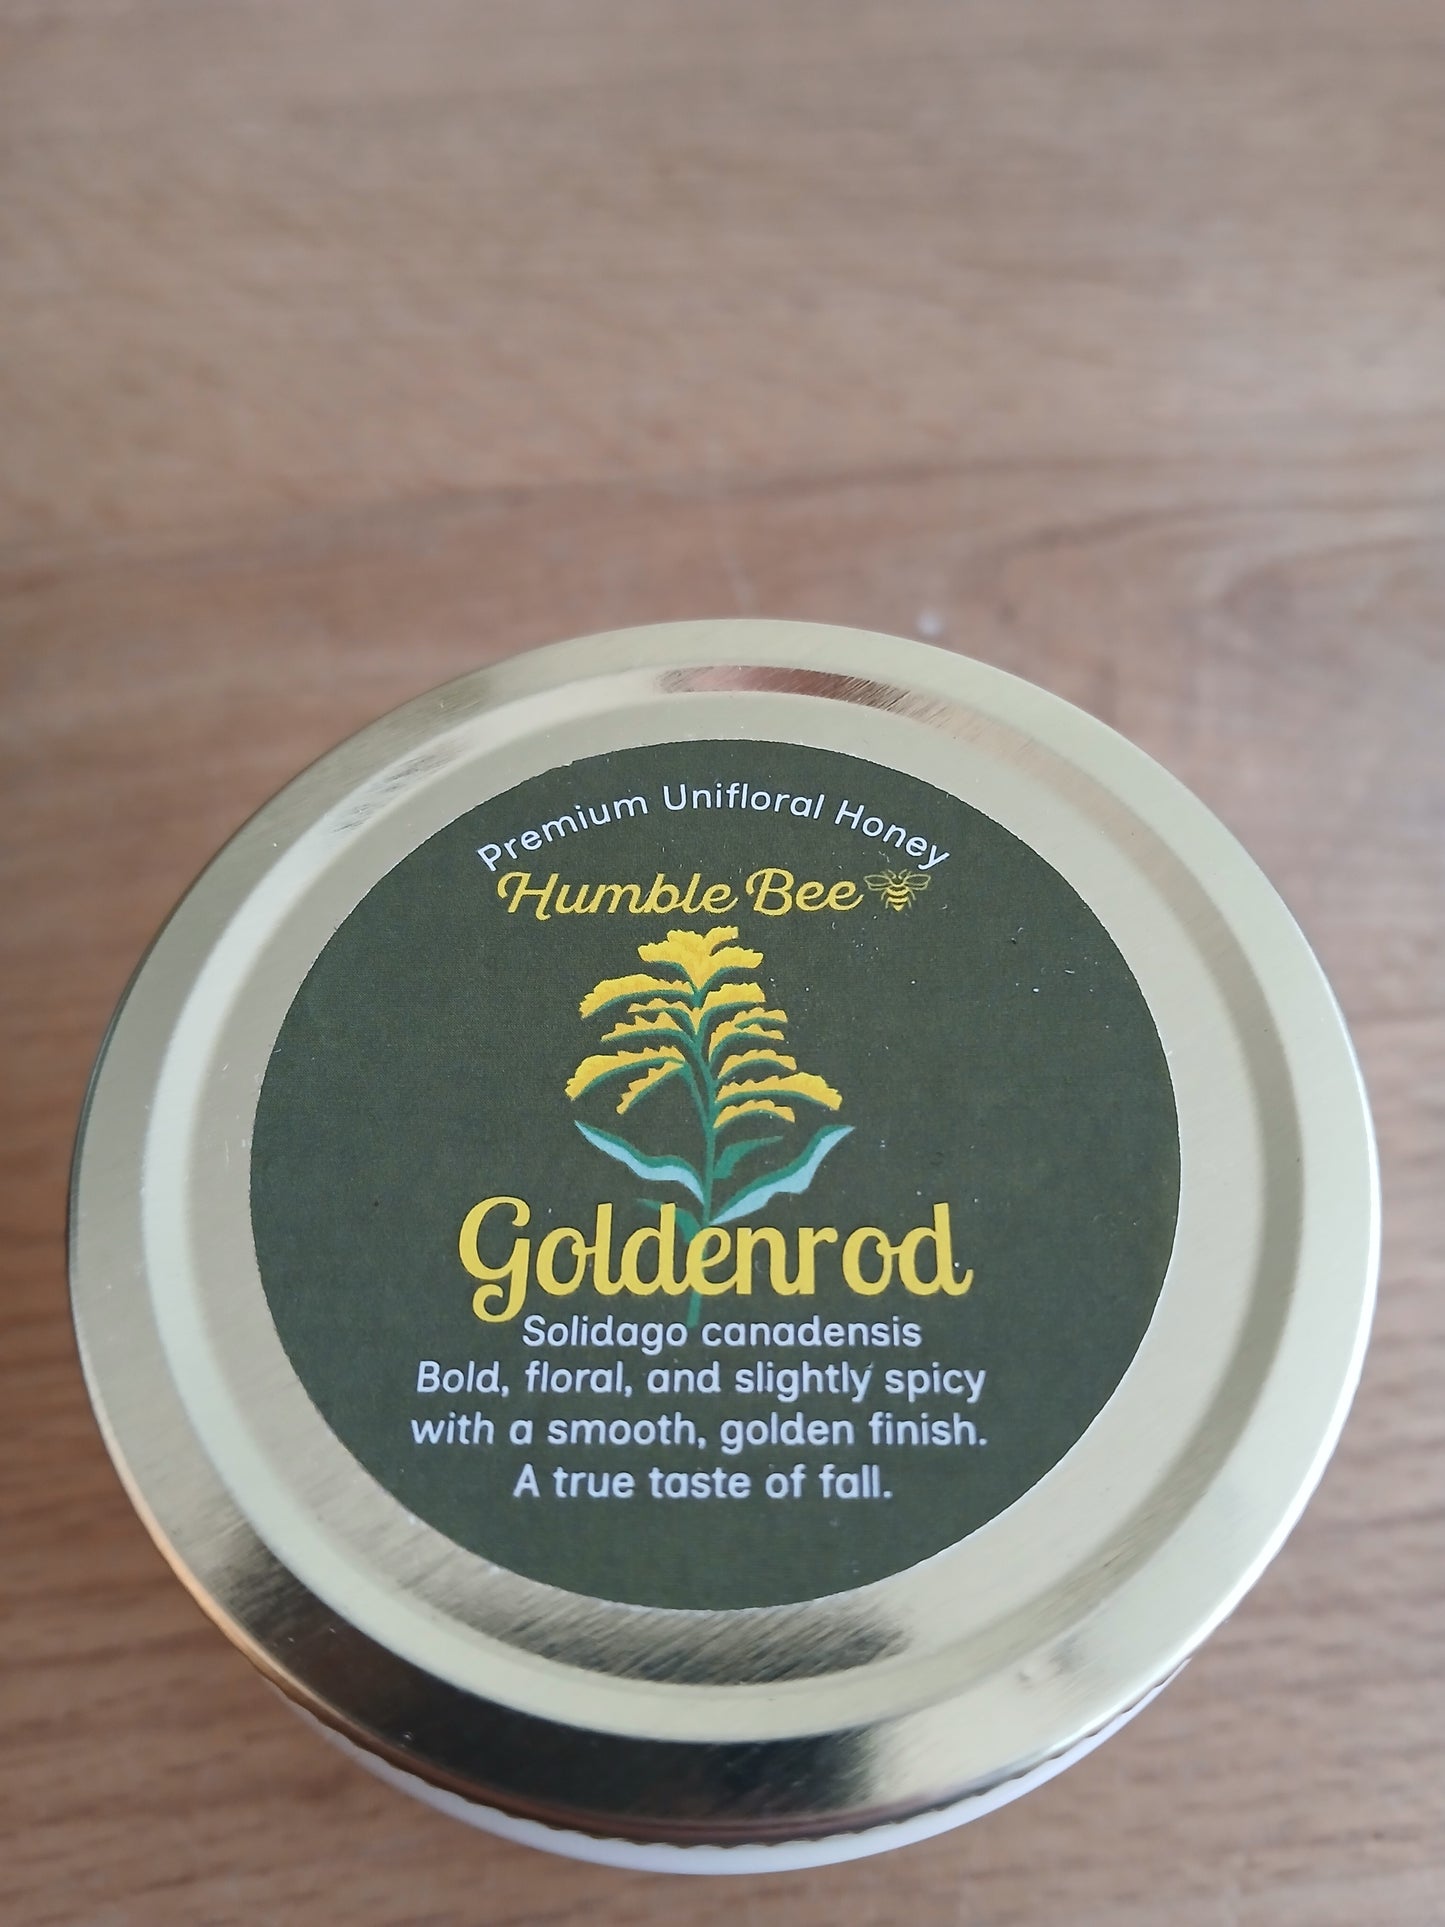 Premium Unifloral Honey
Humble Bee
Goldenrod
Solidago canadensis
Bold, floral, and slightly spicy
with a smooth, golden finish.
A true taste of fall.